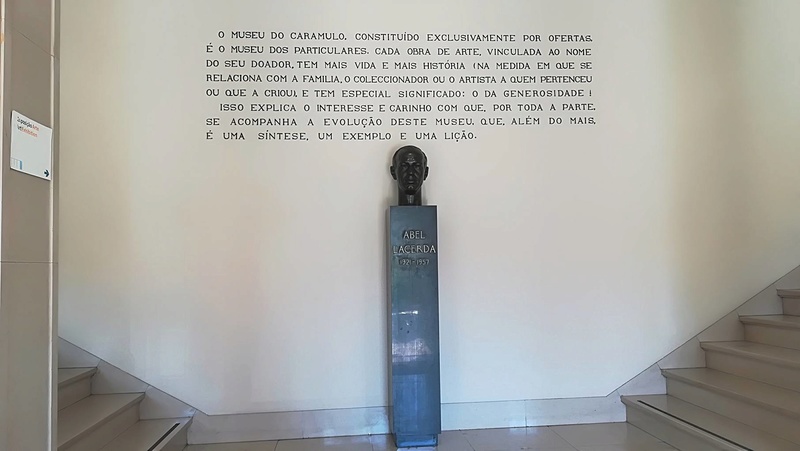 O MUSEU DO CARAMULO, CONSTITUÍDO EXCLUSIVAMENTE POR OFERTAS,
É O MUSEU DOS PARTICULARES. CADA OBRA DE ARTE, VINCULADA AO NOME
DO SEU DOADOR, TEM MAIS VIDA E MAIS HISTÓRIA (NA MEDIDA EM QUE SE
RELACIONA COM A FAMILIA, O COLECCIONADOR OU O ARTISTA A QUEM PERTENCEU
OU QUE A CRIOU), E TEM ESPECIAL SIGNIFICADO: O DA GENEROSIDADE!
ISSO EXPLICA O INTERESSE E CARINHO COM QUE, POR TODA A PARTE,
SE ACOMPANHA A EVOLUÇÃO DESTE MUSEU, QUE, ALÉM DO MAIS,
É UMA SÍNTESE, UM EXEMPLO E UMA LIÇÃO.
ABEL
LACERDA
1921-1957